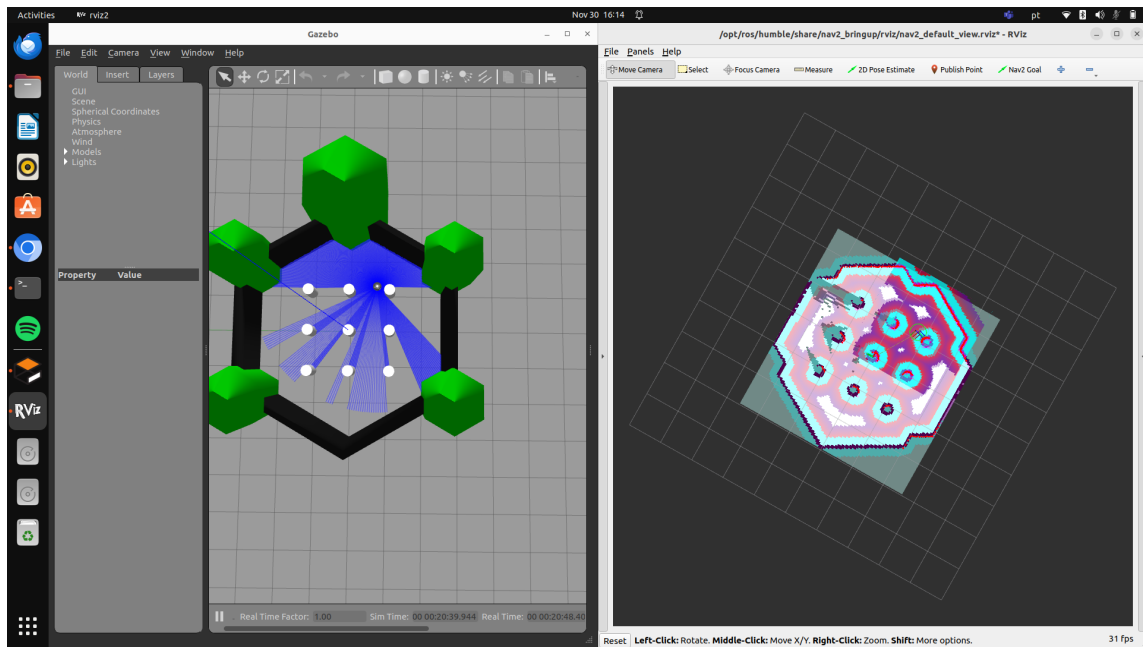 Activities
rviz2
Nov 30 16:14
pt
Gazebo
File Edit Camera View Window Help
World Insert Layers
GUI
Scene
Spherical Coordinates
Physics
Atmosphere
Wind
Models
Lights
Property Value
Real Time Factor: 1.00 Sim Time: 00 00:20:39.944 Real Time: 00 00:20:48.40
/opt/ros/humble/share/nav2_bringup/rviz/nav2_default_view.rviz* - RViz
File Panels Help
Move Camera Select Focus Camera Measure 2D Pose Estimate Publish Point Nav2 Goal
Reset Left-Click: Rotate. Middle-Click: Move X/Y. Right-Click: Zoom. Shift: More options. 31 fps
RViz